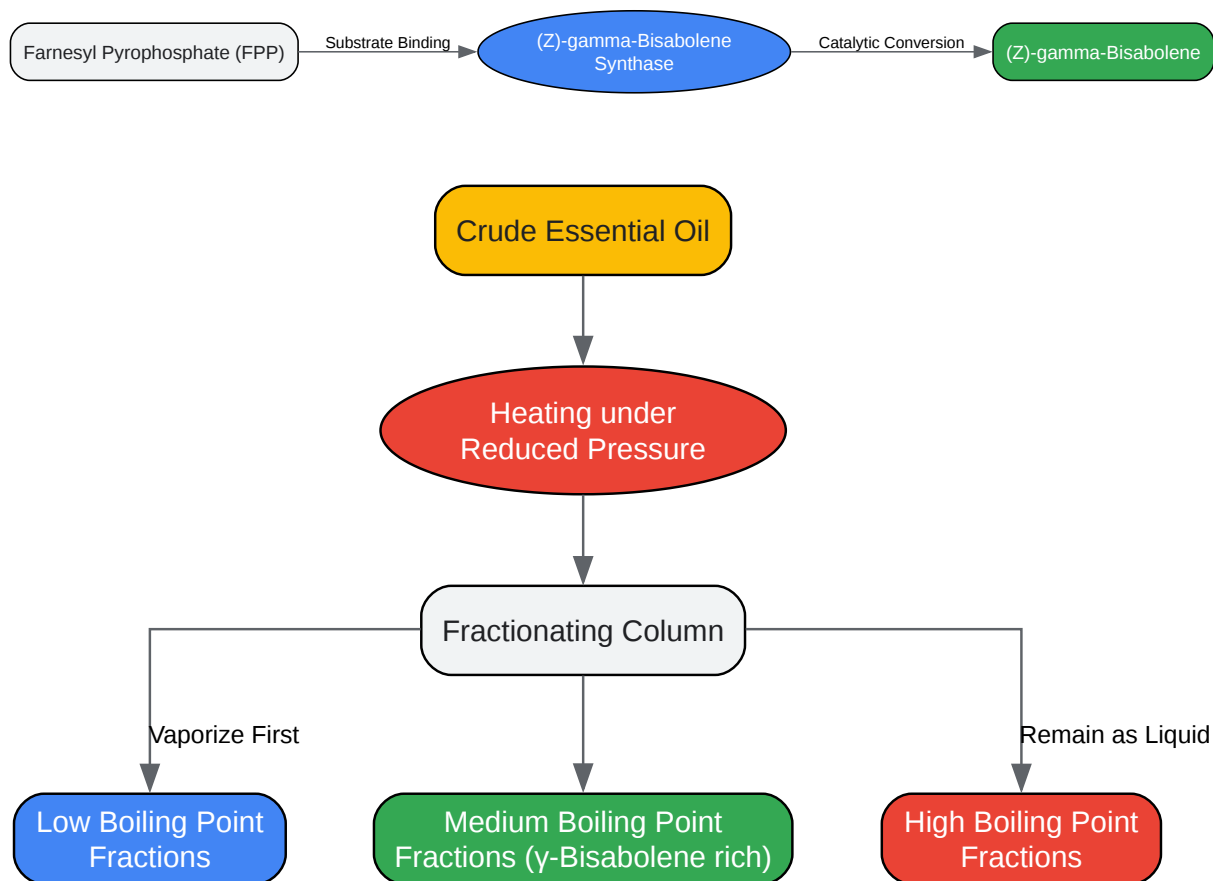 Farnesyl Pyrophosphate (FPP)
Substrate Binding
(Z)-gamma-Bisabolene
Synthase
Catalytic Conversion
(Z)-gamma-Bisabolene
Crude Essential Oil
Heating under
Reduced Pressure
Fractionating Column
Vaporize First
Remain as Liquid
Low Boiling Point
Fractions
Medium Boiling Point
Fractions (γ-Bisabolene rich)
High Boiling Point
Fractions